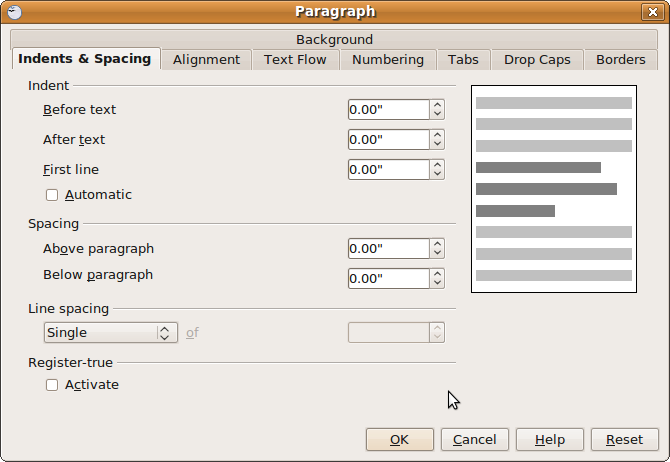 Paragraph
Background
Indents & Spacing Alignment Text Flow Numbering Tabs Drop Caps Borders
Indent
Before text 0.00"
After text 0.00"
First line 0.00"
Automatic
Spacing
Above paragraph 0.00"
Below paragraph 0.00"
Line spacing
Single of
Register-true
Activate
OK Cancel Help Reset